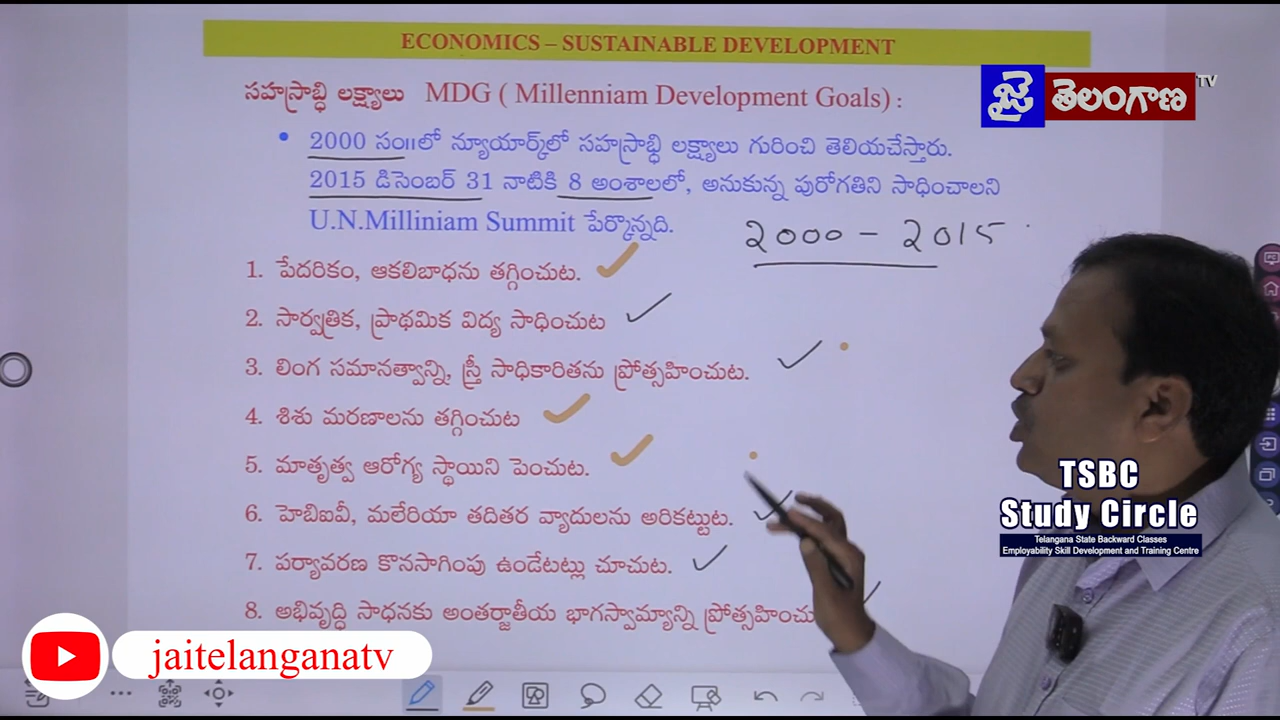 ECONOMICS – SUSTAINABLE DEVELOPMENT
సహస్రాబ్ధి లక్ష్యాలు MDG ( Millenniam Development Goals) :
జై తెలంగాణ TV
• 2000 సం॥లో న్యూయార్క్‌లో సహస్రాబ్ధి లక్ష్యాలు గురించి తెలియచేస్తారు.
2015 డిసెంబర్ 31 నాటికి 8 అంశాలలో, అనుకున్న పురోగతిని సాధించాలని
U.N.Milliniam Summit పేర్కొన్నది.
2000 – 2015
1. పేదరికం, ఆకలిబాధను తగ్గించుట.
2. సార్వత్రిక, ప్రాథమిక విద్య సాధించుట
3. లింగ సమానత్వాన్ని, స్త్రీ సాధికారితను ప్రోత్సహించుట.
4. శిశు మరణాలను తగ్గించుట
5. మాతృత్వ ఆరోగ్య స్థాయిని పెంచుట.
6. హెబిఐవీ, మలేరియా తదితర వ్యాదులను అరికట్టుట.
7. పర్యావరణ కొనసాగింపు ఉండేటట్లు చూచుట.
8. అభివృద్ధి సాధనకు అంతర్జాతీయ భాగస్వామ్యాన్ని
TSBC
Study Circle
Telangana State Backward Classes
Employability Skill Development and Training Centre
jaitelanganatv